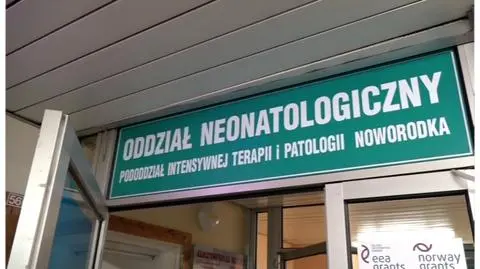 ODDZIAŁ NEONATOLOGICZNY
PODODDZIAŁ INTENSYWNEJ TERAPII i PATOLOGII NOWORODKA
56
eea grants
norway grants